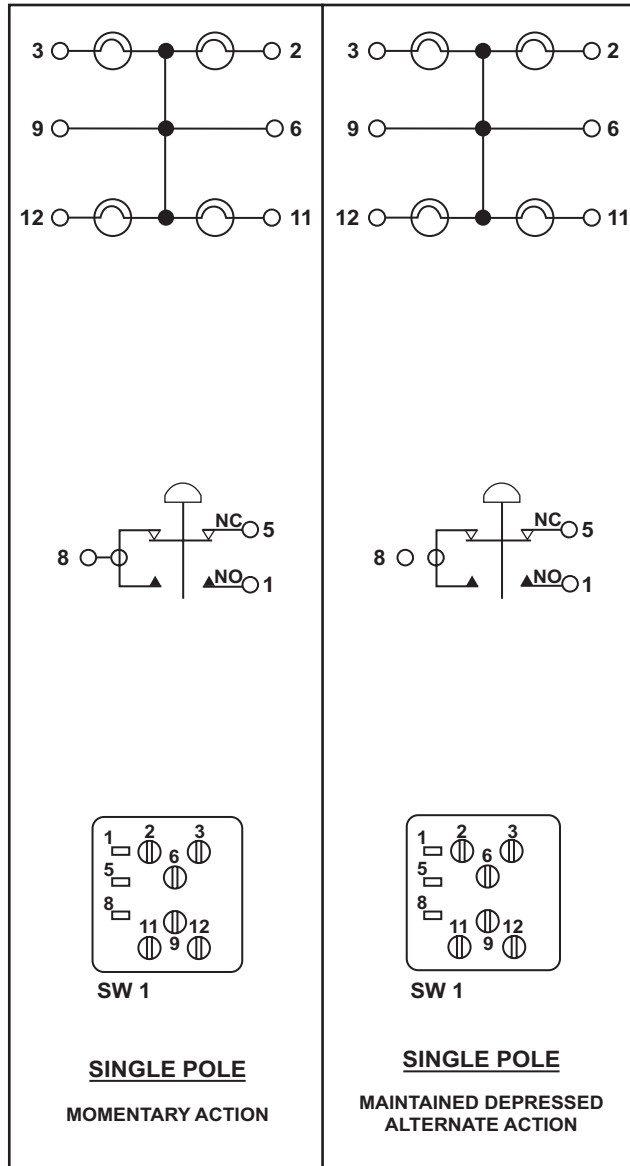 3 2
9 6
12 11
NC 5
8
NO 1
1 2 3
6
5
8
11 12
9
SW 1
SINGLE POLE
MOMENTARY ACTION
3 2
9 6
12 11
NC 5
8
NO 1
1 2 3
6
5
8
11 12
9
SW 1
SINGLE POLE
MAINTAINED DEPRESSED
ALTERNATE ACTION